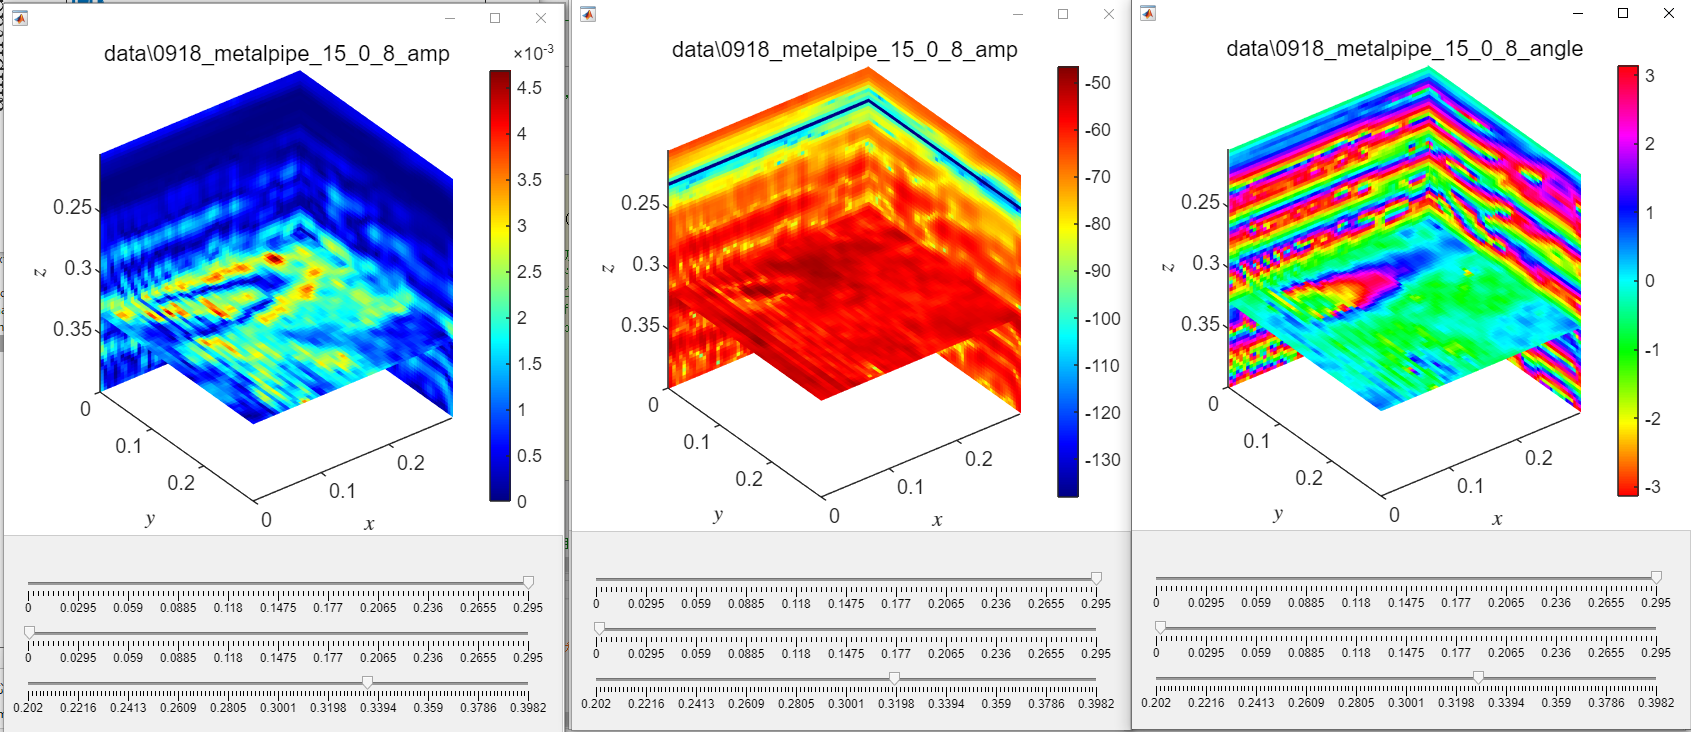 data\0918_metalpipe_15_0_8_amp
×10-3
4.5
4
3.5
3
2.5
2
1.5
1
0.5
0
0.25
0.3
0.35
z
0
0.1
0.2
y
0
0.1
0.2
x
0 0.0295 0.059 0.0885 0.118 0.1475 0.177 0.2065 0.236 0.2655 0.295
0 0.0295 0.059 0.0885 0.118 0.1475 0.177 0.2065 0.236 0.2655 0.295
0.202 0.2216 0.2413 0.2609 0.2805 0.3001 0.3198 0.3394 0.359 0.3786 0.3982
data\0918_metalpipe_15_0_8_amp
-50
-60
-70
-80
-90
-100
-110
-120
-130
0.25
0.3
0.35
z
0
0.1
0.2
y
0
0.1
0.2
x
0 0.0295 0.059 0.0885 0.118 0.1475 0.177 0.2065 0.236 0.2655 0.295
0 0.0295 0.059 0.0885 0.118 0.1475 0.177 0.2065 0.236 0.2655 0.295
0.202 0.2216 0.2413 0.2609 0.2805 0.3001 0.3198 0.3394 0.359 0.3786 0.3982
data\0918_metalpipe_15_0_8_angle
3
2
1
0
-1
-2
-3
0.25
0.3
0.35
z
0
0.1
0.2
y
0
0.1
0.2
x
0 0.0295 0.059 0.0885 0.118 0.1475 0.177 0.2065 0.236 0.2655 0.295
0 0.0295 0.059 0.0885 0.118 0.1475 0.177 0.2065 0.236 0.2655 0.295
0.202 0.2216 0.2413 0.2609 0.2805 0.3001 0.3198 0.3394 0.359 0.3786 0.3982